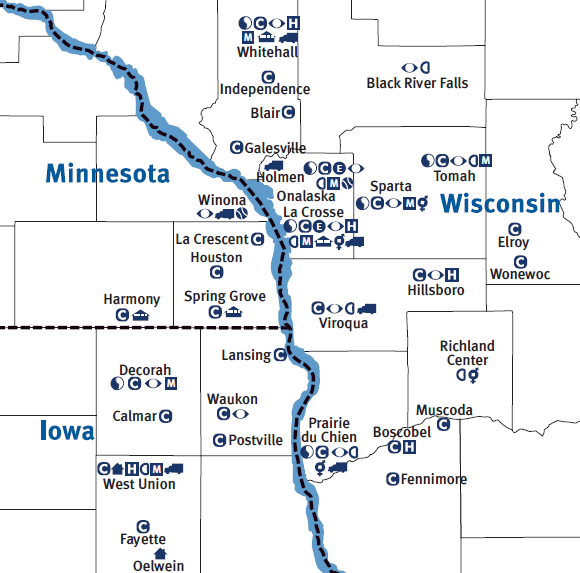 C H
M
Whitehall
C
Independence
Black River Falls
Blair C
C Galesville
Minnesota
Holmen
C E
M
Onalaska
C M
Tomah
Sparta
C M
Wisconsin
Winona
La Crosse
C E H
M
La Crescent C
C
Elroy
Houston
C
C
Wonewoc
C H
Hillsboro
Harmony
C
Spring Grove
C
C
Viroqua
Lansing C
Richland
Center
Decorah
C M
Waukon
C
Calmar C
Muscoda
C
Iowa
C Postville
Prairie
du Chien
C
Boscobel
C H
C H M
West Union
C Fennimore
C
Fayette
Oelwein